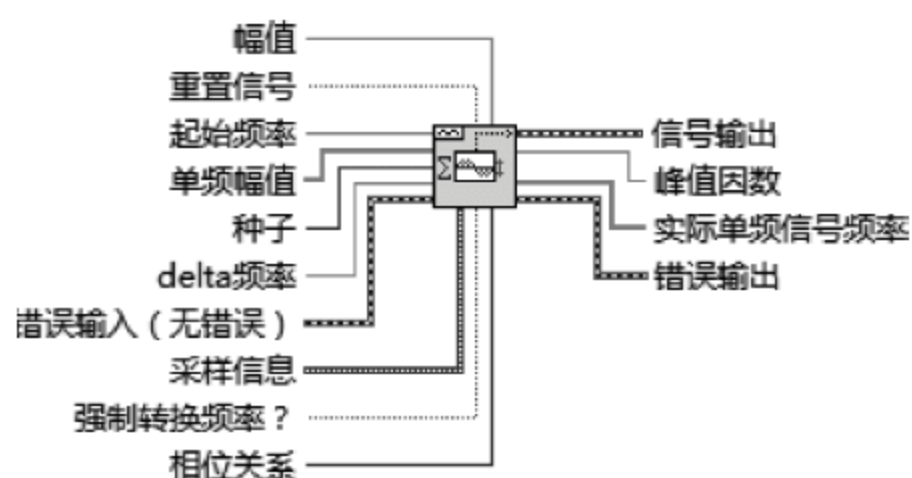 幅值
重置信号
起始频率
单频幅值
种子
delta频率
错误输入（无错误）
采样信息
强制转换频率？
相位关系
信号输出
峰值因数
实际单频信号频率
错误输出